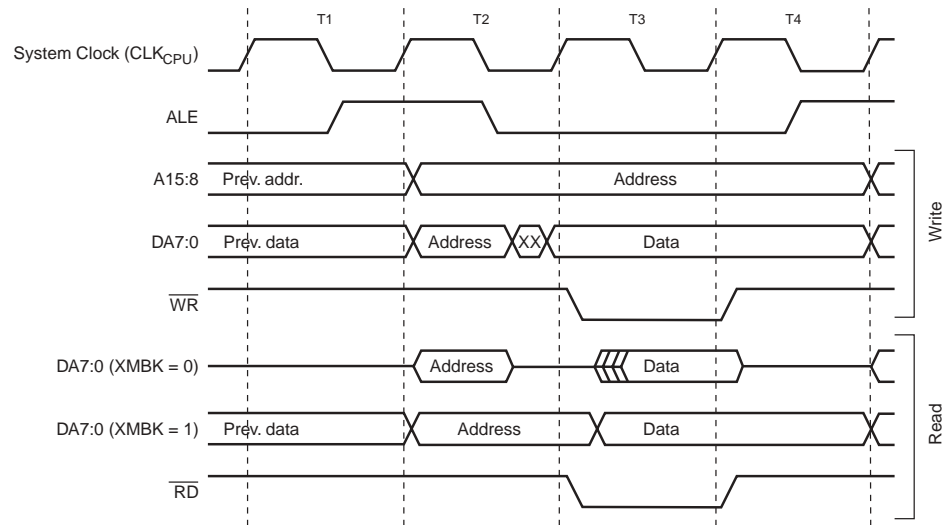 T1 T2 T3 T4
System Clock (CLKCPU)
ALE
A15:8 Prev. addr. Address
DA7:0 Prev. data Address XX Data
WR
Write
DA7:0 (XMBK = 0) Address Data
DA7:0 (XMBK = 1) Prev. data Address Data
RD
Read